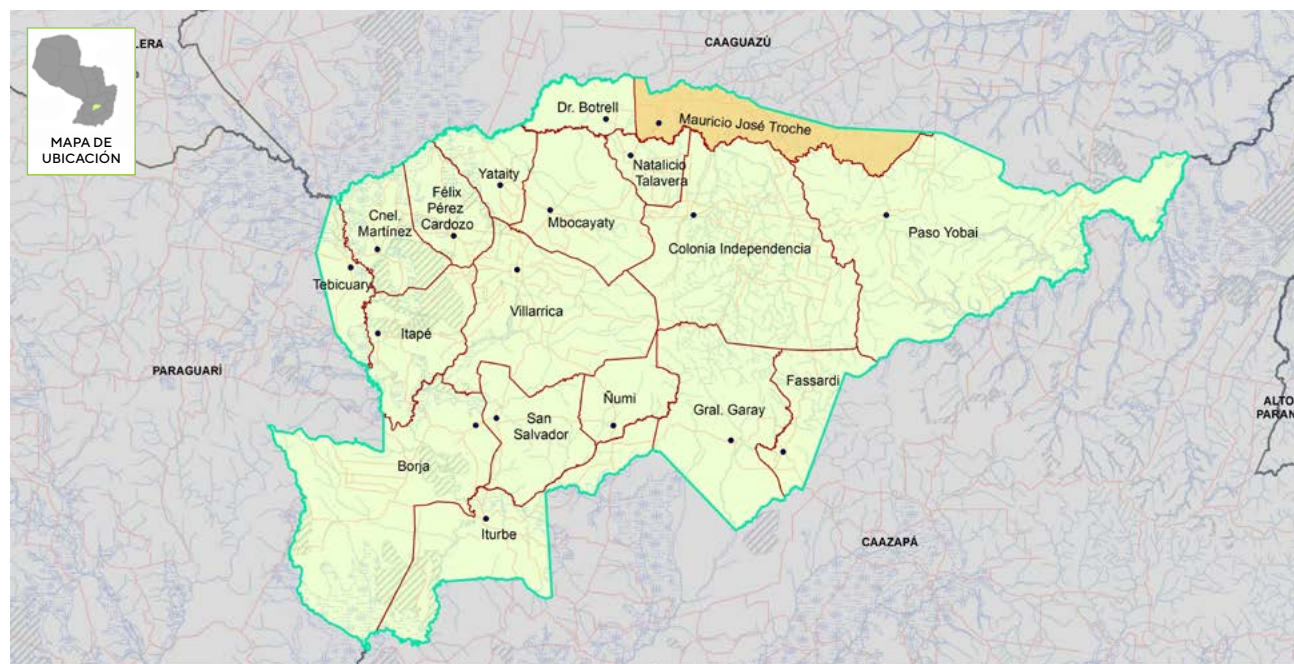 LERA
CAAGUAZÚ
MAPA DE
UBICACIÓN
Dr. Botrell
Mauricio José Troche
Natalicio
Talavera
Yataity
Félix
Pérez
Cardozo
Cnel.
Martínez
Mbocayaty
Colonia Independencia
Paso Yobai
Tebicuary
Villarrica
Itapé
PARAGUARÍ
Fassardi
Ñumi
Gral. Garay
ALTO
PARAN
San
Salvador
Borja
Iturbe
CAAZAPÁ